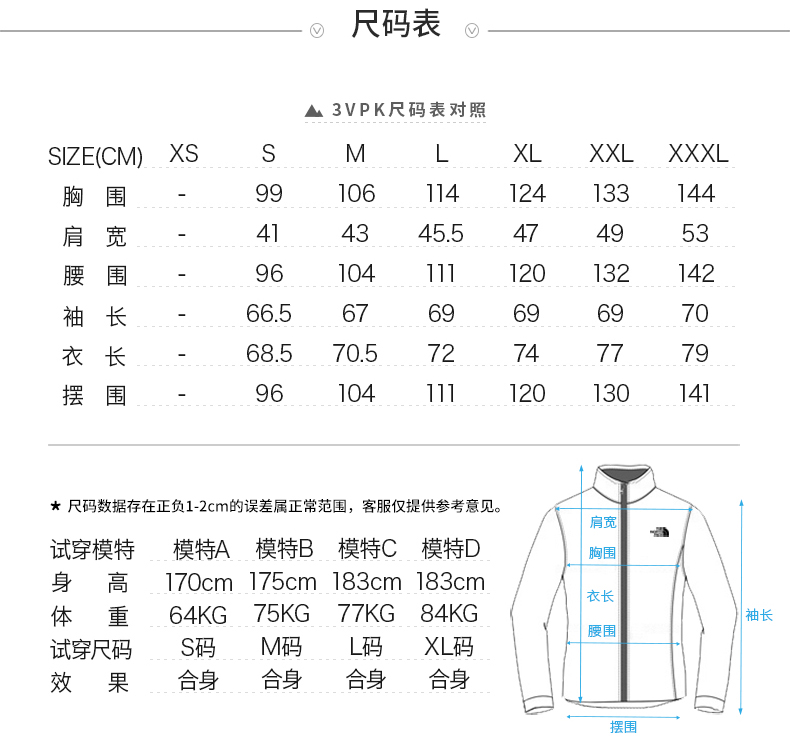 尺码表
3VPK尺码表对照
SIZE(CM) XS S M L XL XXL XXXL
胸 围 - 99 106 114 124 133 144
肩 宽 - 41 43 45.5 47 49 53
腰 围 - 96 104 111 120 132 142
袖 长 - 66.5 67 69 69 69 70
衣 长 - 68.5 70.5 72 74 77 79
摆 围 - 96 104 111 120 130 141
★ 尺码数据存在正负1-2cm的误差属正常范围，客服仅提供参考意见。
试穿模特 模特A 模特B 模特C 模特D
身 高 170cm 175cm 183cm 183cm
体 重 64KG 75KG 77KG 84KG
试穿尺码 S码 M码 L码 XL码
效 果 合身 合身 合身 合身
肩宽
胸围
衣长
腰围
袖长
摆围